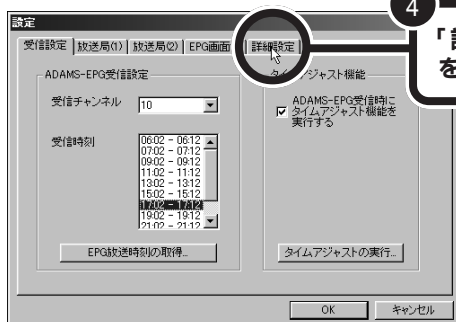 設定
4
「詳
を
受信設定 放送局(1) 放送局(2) EPG画面 詳細設定
ADAMS-EPG受信設定
受信チャンネル 10
受信時刻
06:02 - 06:12
07:02 - 07:12
09:02 - 09:12
11:02 - 11:12
13:02 - 13:12
15:02 - 15:12
17:02 - 17:12
19:02 - 19:12
21:02 - 21:12
EPG放送時刻の取得...
タイムアジャスト機能
ADAMS-EPG受信時に
タイムアジャスト機能を
実行する
タイムアジャストの実行...
OK キャンセル